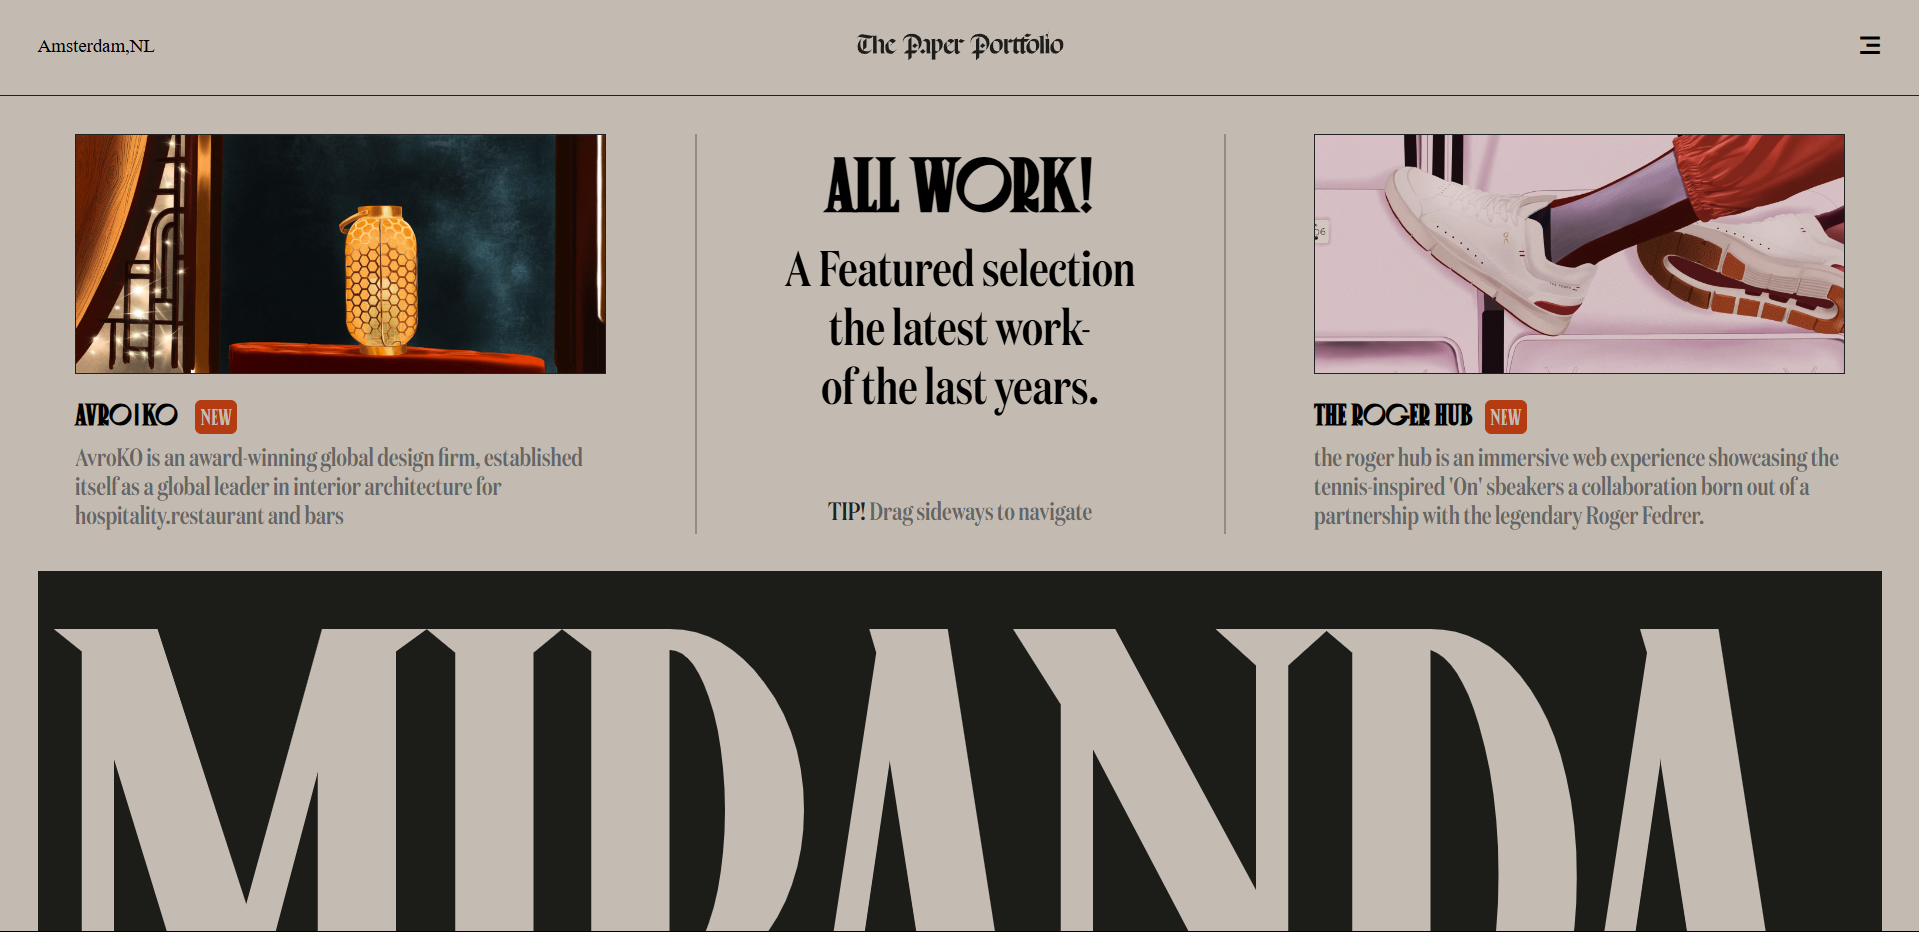 Amsterdam,NL
The Paper Portfolio
ALL WORK!
A Featured selection
the latest work-
of the last years.
TIP! Drag sideways to navigate
AVRO|KO NEW
AvroKO is an award-winning global design firm, established
itself as a global leader in interior architecture for
hospitality.restaurant and bars
06
THE ROGER HUB NEW
the roger hub is an immersive web experience showcasing the
tennis-inspired 'On' sbeakers a collaboration born out of a
partnership with the legendary Roger Fedrer.
MIDANDA